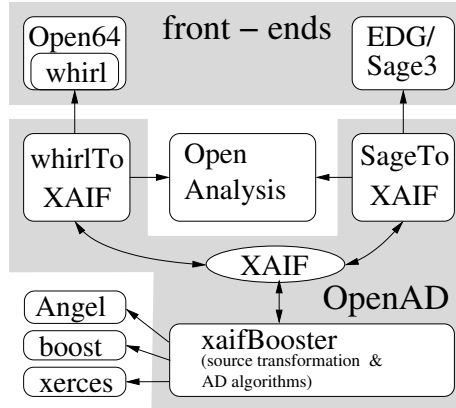 Open64
whirl
front – ends
EDG/
Sage3
whirlTo
XAIF
Open
Analysis
SageTo
XAIF
XAIF
OpenAD
Angel
boost
xerces
xaifBooster
(source transformation &
AD algorithms)